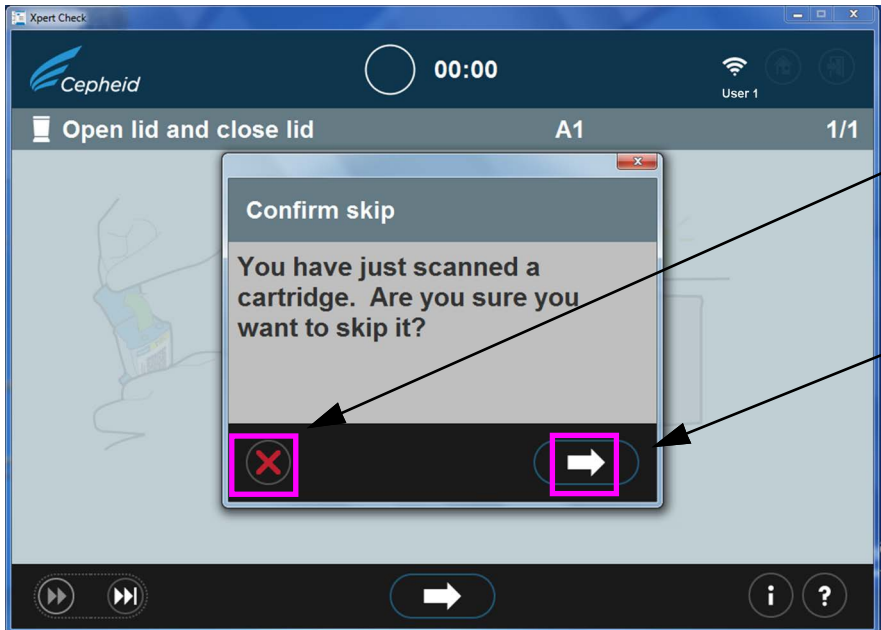 Xpert Check
Cepheid
00:00
User 1
Open lid and close lid A1 1/1
Confirm skip
You have just scanned a
cartridge. Are you sure you
want to skip it?
i ?